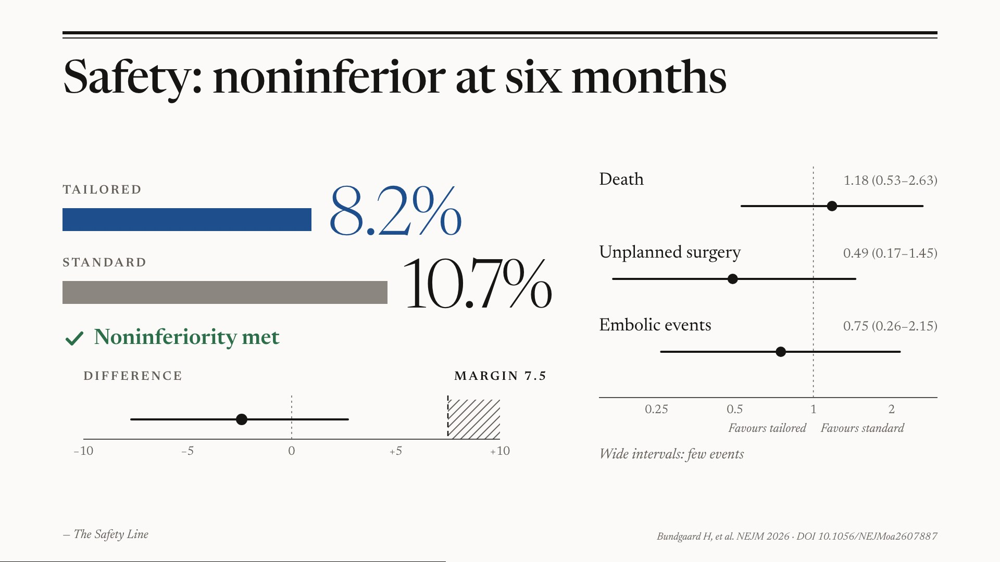 Safety: noninferior at six months
TAILORED
8.2%
STANDARD
10.7%
Noninferiority met
DIFFERENCE
MARGIN 7.5
−10
−5
0
+5
+10
Death
1.18 (0.53–2.63)
Unplanned surgery
0.49 (0.17–1.45)
Embolic events
0.75 (0.26–2.15)
0.25
0.5
1
2
Favours tailored
Favours standard
Wide intervals: few events
— The Safety Line
Bundgaard H, et al. NEJM 2026 · DOI 10.1056/NEJMoa2607887